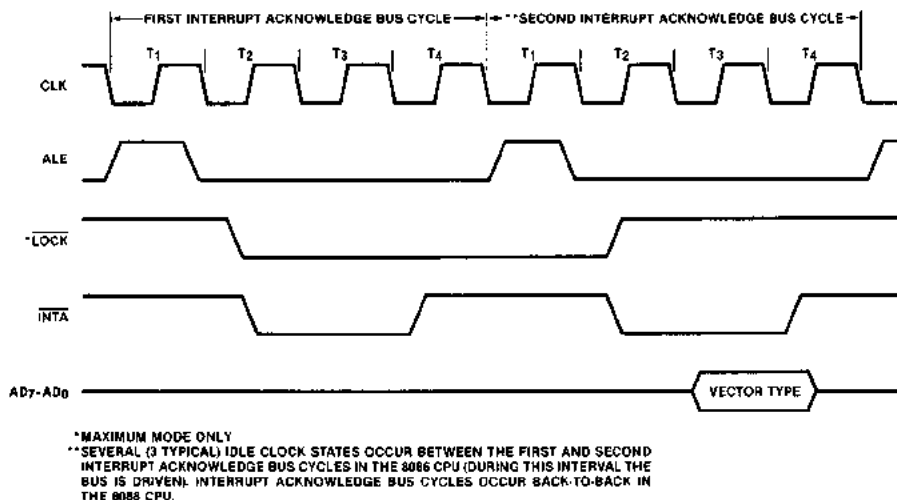 FIRST INTERRUPT ACKNOWLEDGE BUS CYCLE **SECOND INTERRUPT ACKNOWLEDGE BUS CYCLE
T1 T2 T3 T4 T1 T2 T3 T4
CLK
ALE
*LOCK
INTA
AD7-AD0 VECTOR TYPE
*MAXIMUM MODE ONLY
**SEVERAL (3 TYPICAL) IDLE CLOCK STATES OCCUR BETWEEN THE FIRST AND SECOND
INTERRUPT ACKNOWLEDGE BUS CYCLES IN THE 8086 CPU (DURING THIS INTERVAL THE
BUS IS DRIVEN). INTERRUPT ACKNOWLEDGE BUS CYCLES OCCUR BACK-TO-BACK IN
THE 8088 CPU.